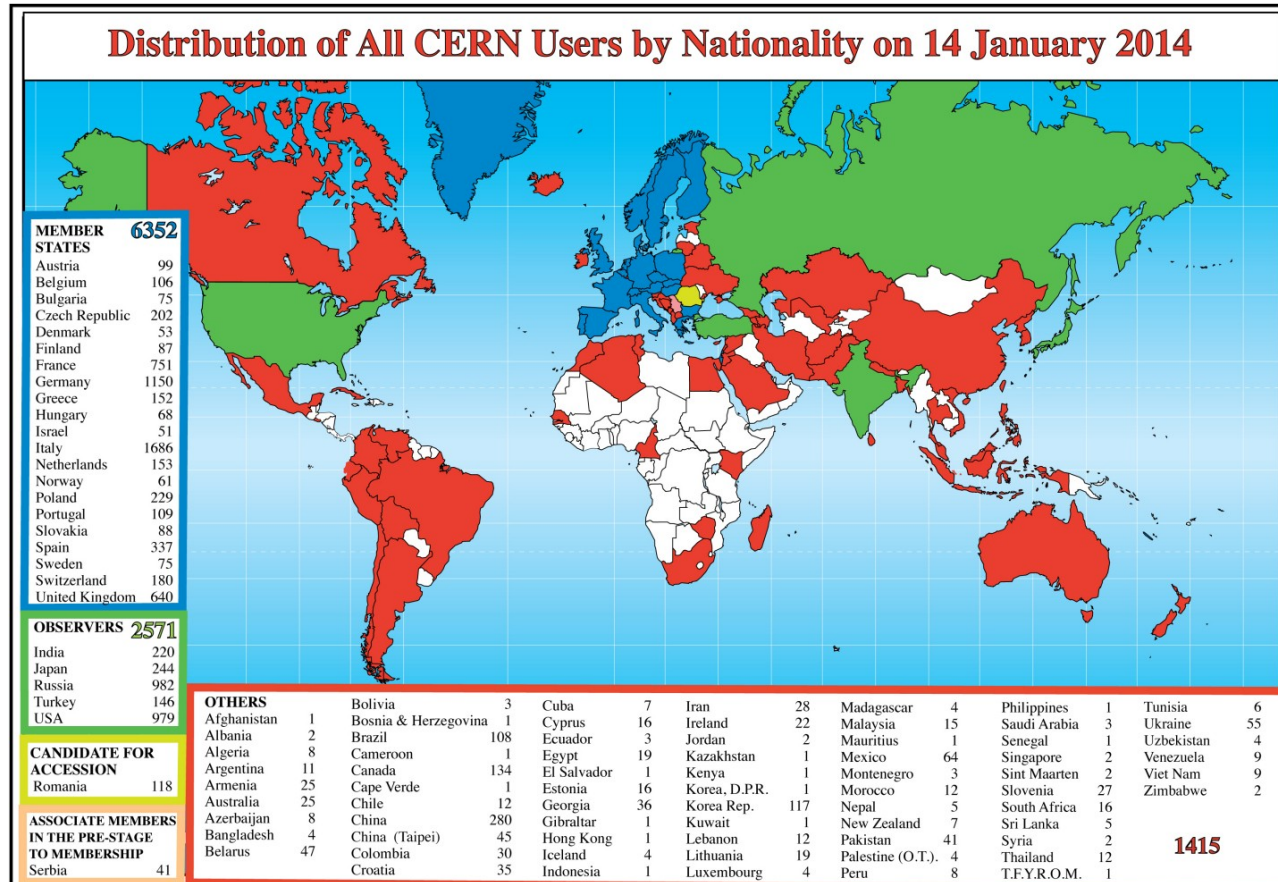 Distribution of All CERN Users by Nationality on 14 January 2014
MEMBER STATES 6352
Austria 99
Belgium 106
Bulgaria 75
Czech Republic 202
Denmark 53
Finland 87
France 751
Germany 1150
Greece 152
Hungary 68
Israel 51
Italy 1686
Netherlands 153
Norway 61
Poland 229
Portugal 109
Slovakia 88
Spain 337
Sweden 75
Switzerland 180
United Kingdom 640
OBSERVERS 2571
India 220
Japan 244
Russia 982
Turkey 146
USA 979
CANDIDATE FOR
ACCESSION
Romania 118
ASSOCIATE MEMBERS
IN THE PRE-STAGE
TO MEMBERSHIP
Serbia 41
OTHERS
Afghanistan 1
Albania 2
Algeria 8
Argentina 11
Armenia 25
Australia 25
Azerbaijan 8
Bangladesh 4
Belarus 47
Bolivia 3
Bosnia & Herzegovina 1
Brazil 108
Cameroon 1
Canada 134
Cape Verde 1
Chile 12
China 280
China (Taipei) 45
Colombia 30
Croatia 35
Cuba 7
Cyprus 16
Ecuador 3
Egypt 19
El Salvador 1
Estonia 16
Georgia 36
Gibraltar 1
Hong Kong 1
Iceland 4
Indonesia 1
Iran 28
Ireland 22
Jordan 2
Kazakhstan 1
Kenya 1
Korea, D.P.R. 1
Korea Rep. 117
Kuwait 1
Lebanon 12
Lithuania 19
Luxembourg 4
Madagascar 4
Malaysia 15
Mauritius 1
Mexico 64
Montenegro 3
Morocco 12
Nepal 5
New Zealand 7
Pakistan 41
Palestine (O.T.). 4
Peru 8
Philippines 1
Saudi Arabia 3
Senegal 1
Singapore 2
Sint Maarten 2
Slovenia 27
South Africa 16
Sri Lanka 5
Syria 2
Thailand 12
T.F.Y.R.O.M. 1
Tunisia 6
Ukraine 55
Uzbekistan 4
Venezuela 9
Viet Nam 9
Zimbabwe 2
1415